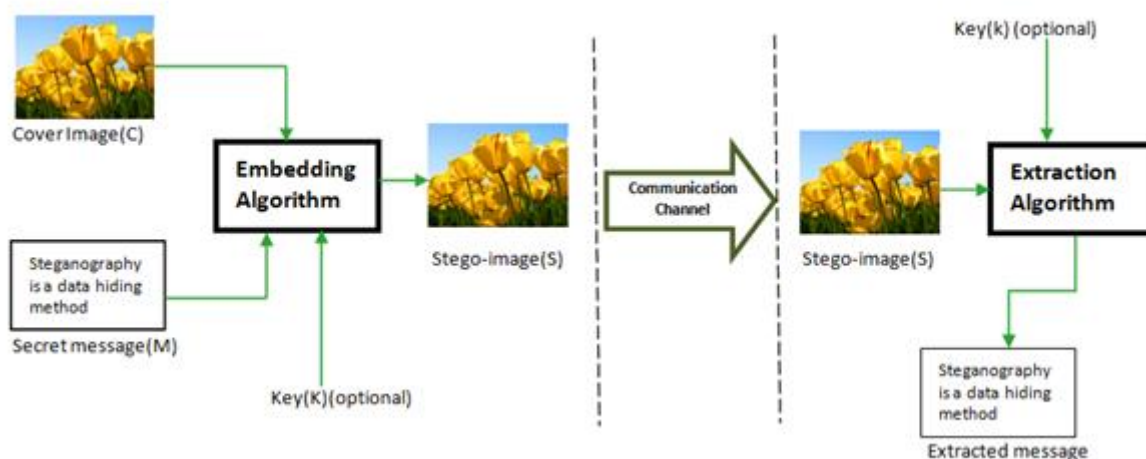 Cover Image(C)
Embedding
Algorithm
Steganography
is a data hiding
method
Secret message(M)
Key(K)(optional)
Stego-image(S)
Communication
Channel
Key(k) (optional)
Stego-image(S)
Extraction
Algorithm
Steganography
is a data hiding
method
Extracted message